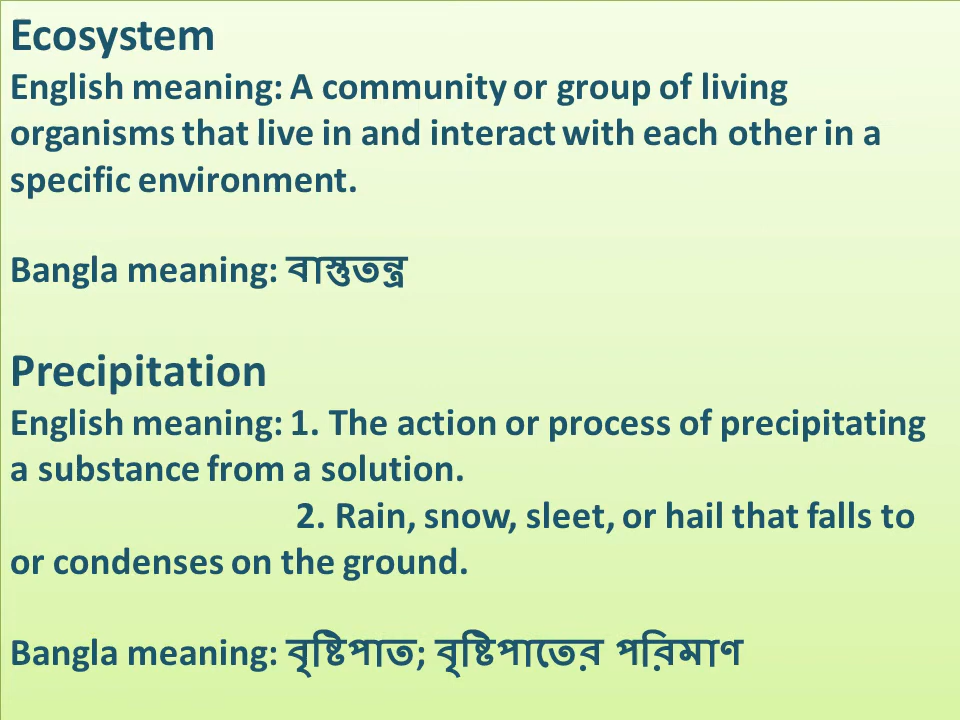 Ecosystem
English meaning: A community or group of living
organisms that live in and interact with each other in a
specific environment.
Bangla meaning: বাস্তুতন্ত্র
Precipitation
English meaning: 1. The action or process of precipitating
a substance from a solution.
2. Rain, snow, sleet, or hail that falls to
or condenses on the ground.
Bangla meaning: বৃষ্টিপাত; বৃষ্টিপাতের পরিমাণ